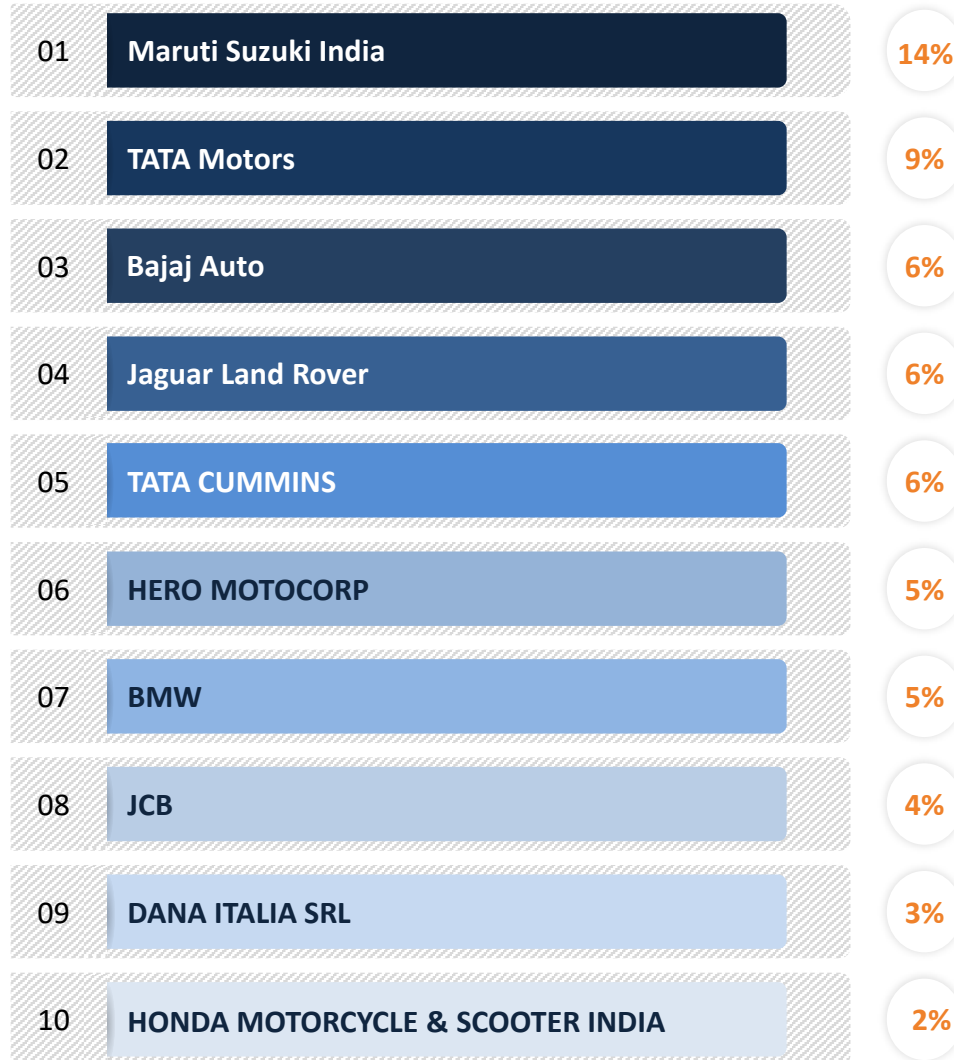 01 Maruti Suzuki India 14%
02 TATA Motors 9%
03 Bajaj Auto 6%
04 Jaguar Land Rover 6%
05 TATA CUMMINS 6%
06 HERO MOTOCORP 5%
07 BMW 5%
08 JCB 4%
09 DANA ITALIA SRL 3%
10 HONDA MOTORCYCLE & SCOOTER INDIA 2%